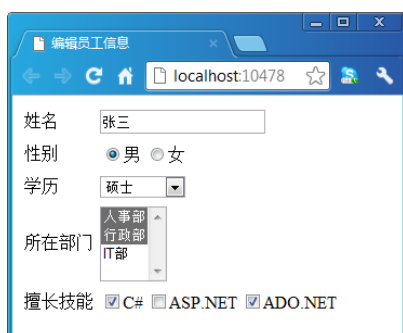 编辑员工信息
localhost:10478
姓名 张三
性别 男 女
学历 硕士
所在部门 人事部
行政部
IT部
擅长技能 C# ASP.NET ADO.NET